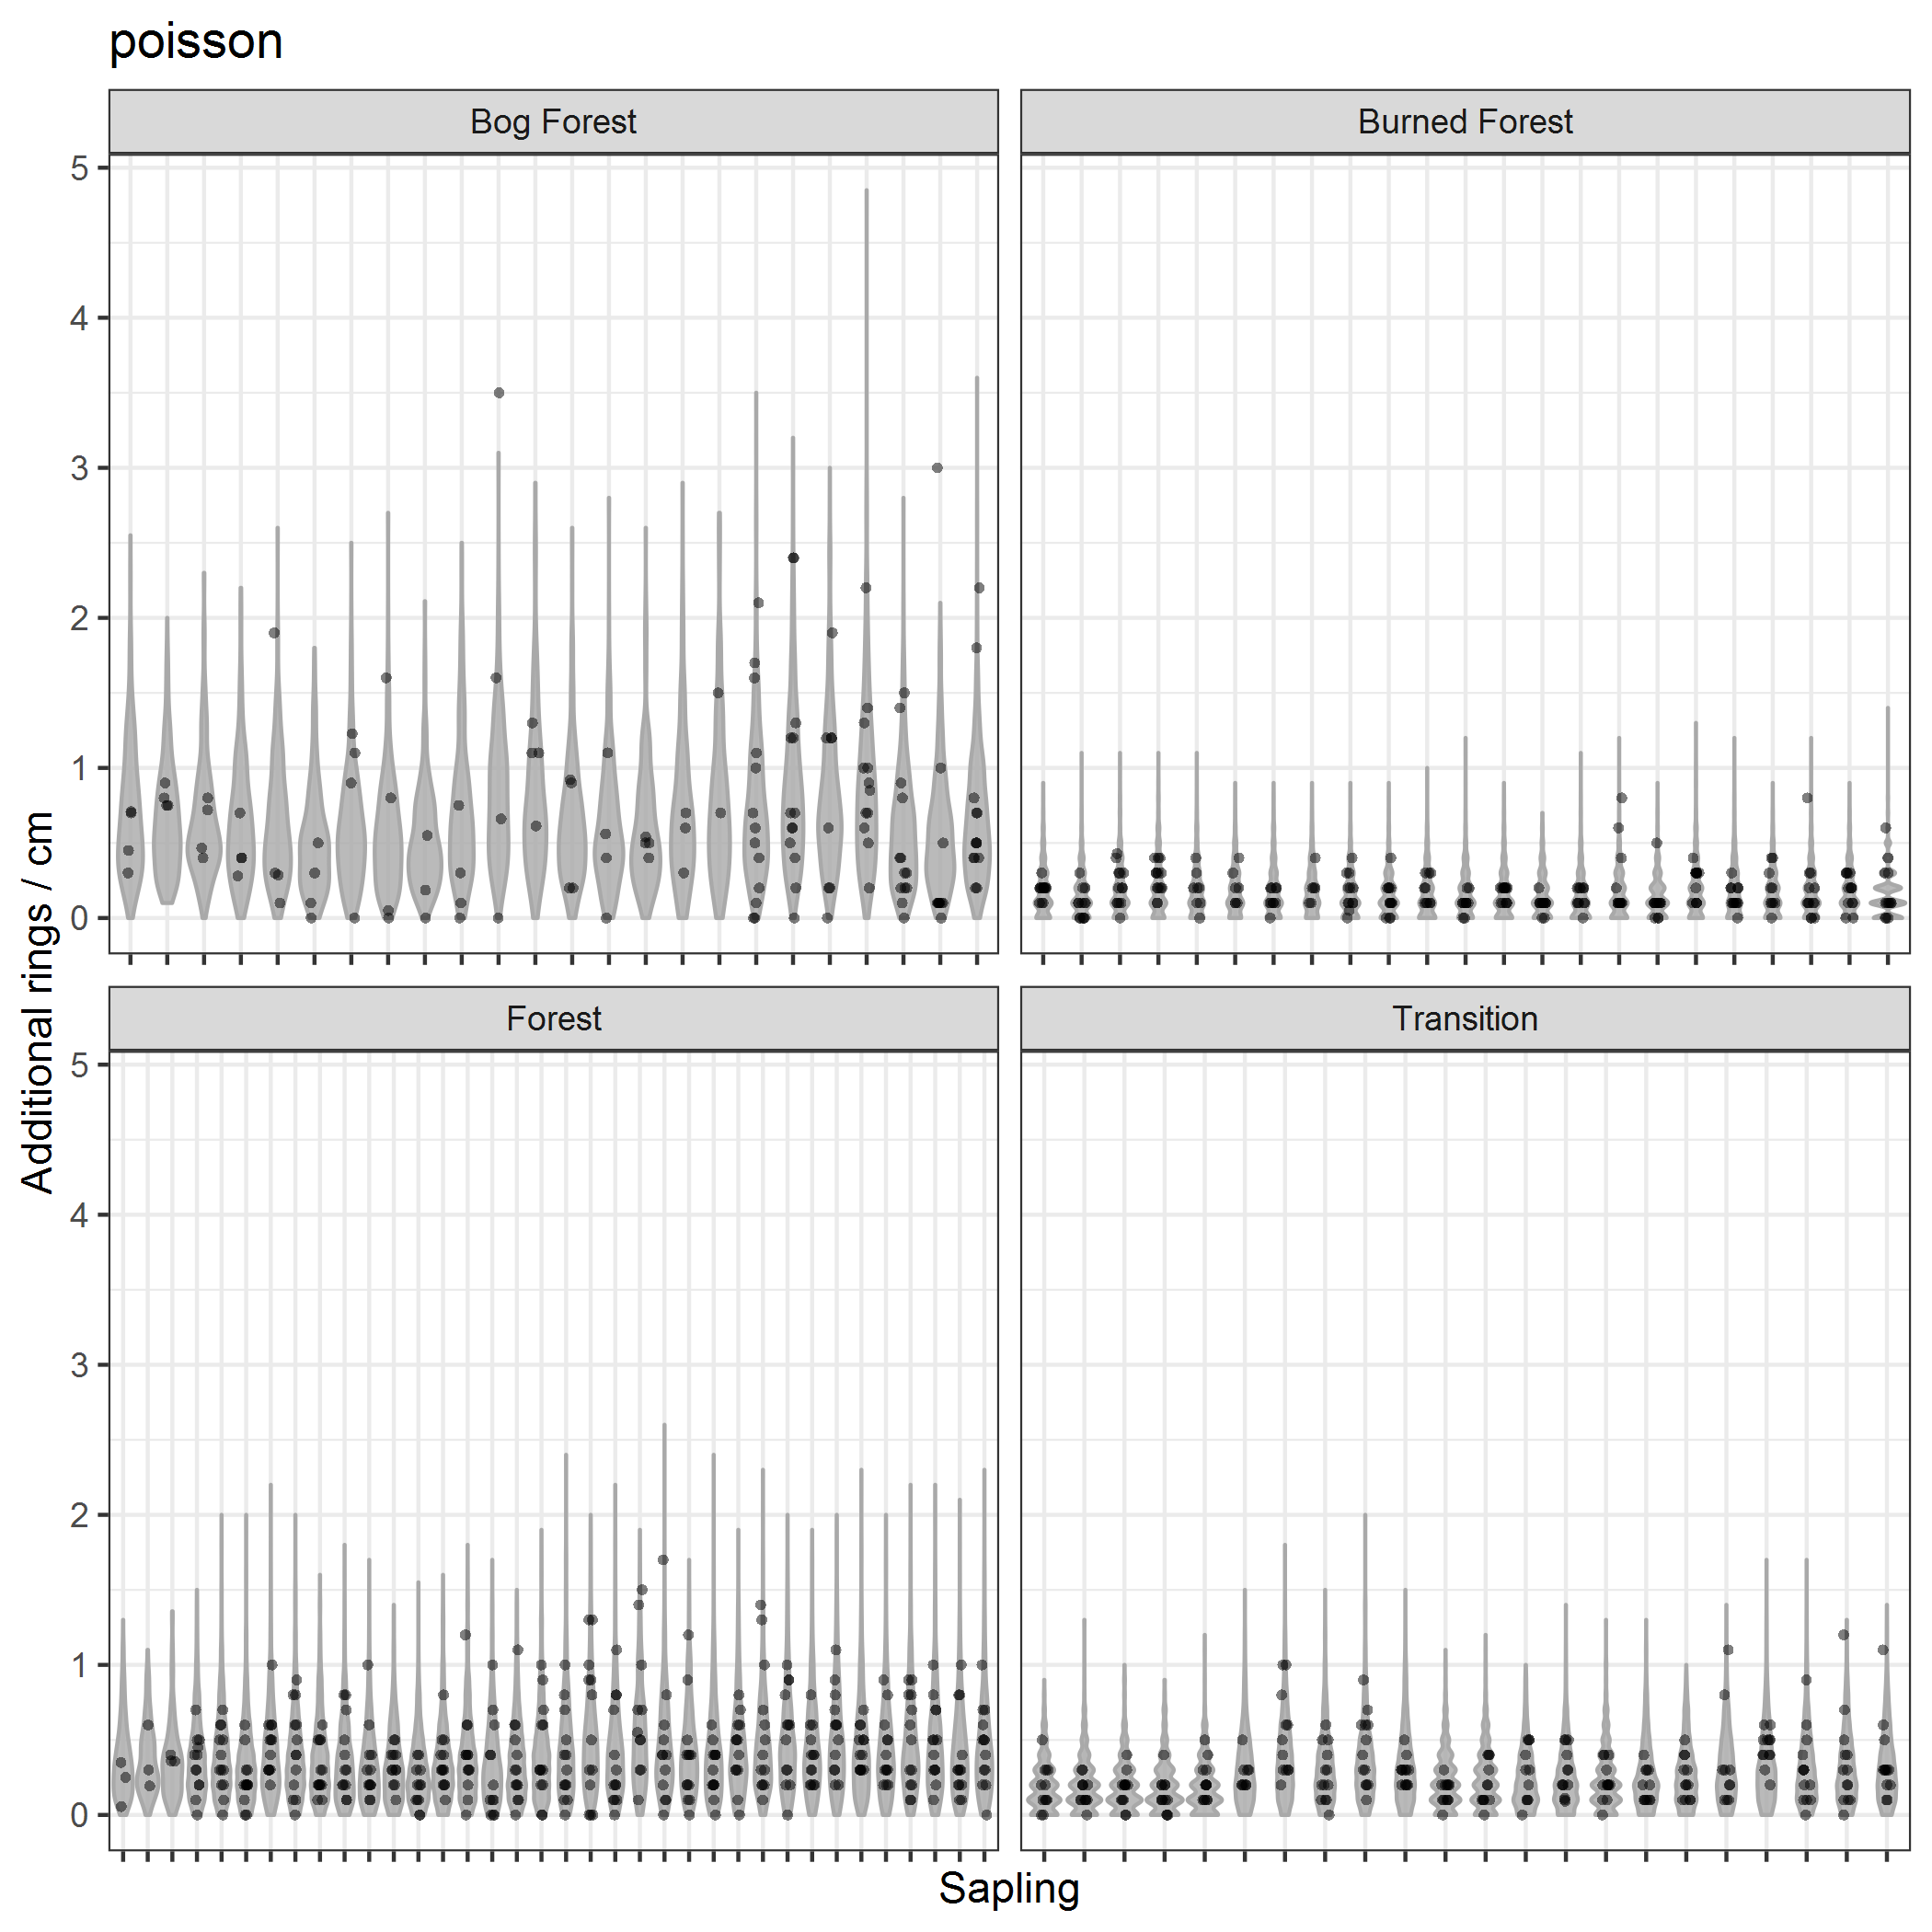 poisson
Bog Forest
Burned Forest
5
4
3
2
1
0
Forest
Transition
5
4
3
2
1
0
Additional rings / cm
Sapling